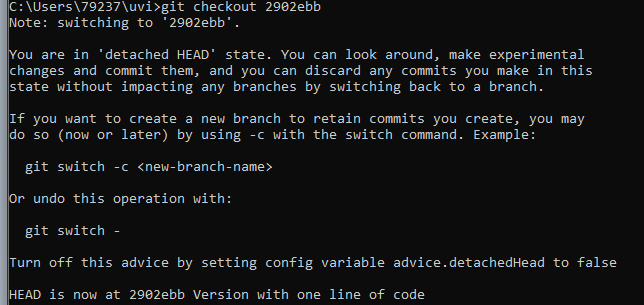 C:\Users\79237\uvi>git checkout 2902ebb
Note: switching to '2902ebb'.
You are in 'detached HEAD' state. You can look around, make experimental
changes and commit them, and you can discard any commits you make in this
state without impacting any branches by switching back to a branch.
If you want to create a new branch to retain commits you create, you may
do so (now or later) by using -c with the switch command. Example:
git switch -c <new-branch-name>
Or undo this operation with:
git switch -
Turn off this advice by setting config variable advice.detachedHead to false
HEAD is now at 2902ebb Version with one line of code